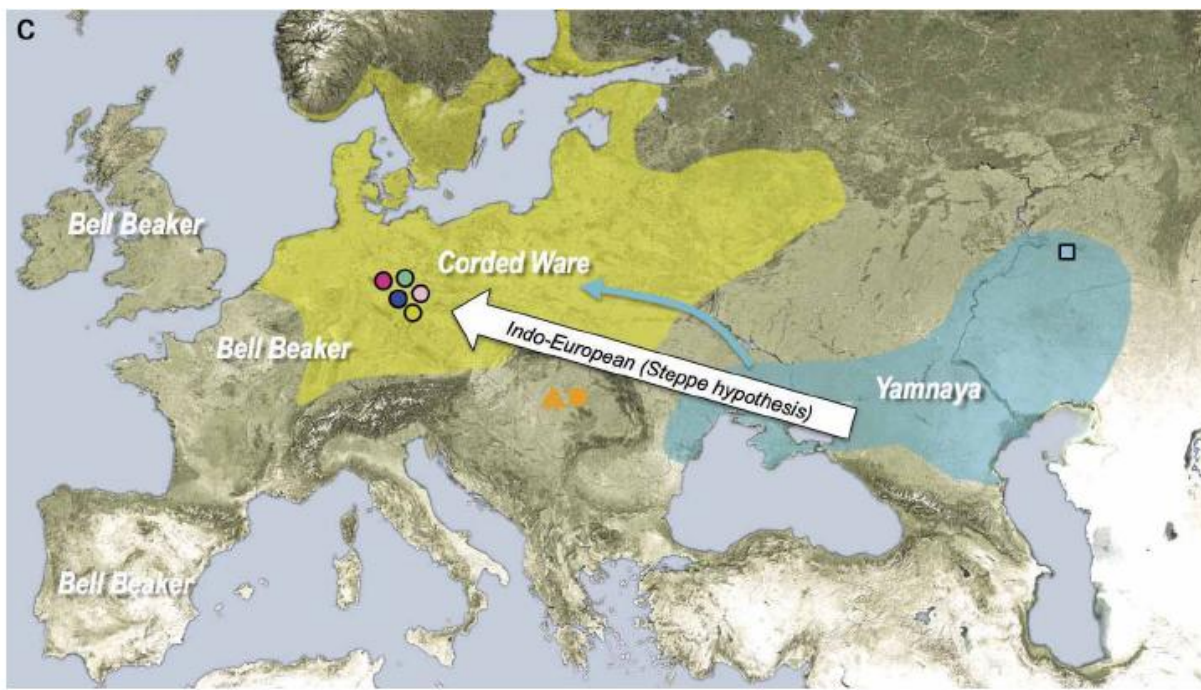 C
Bell Beaker
Corded Ware
Bell Beaker
Indo-European (Steppe hypothesis)
Yamnaya
Bell Beaker